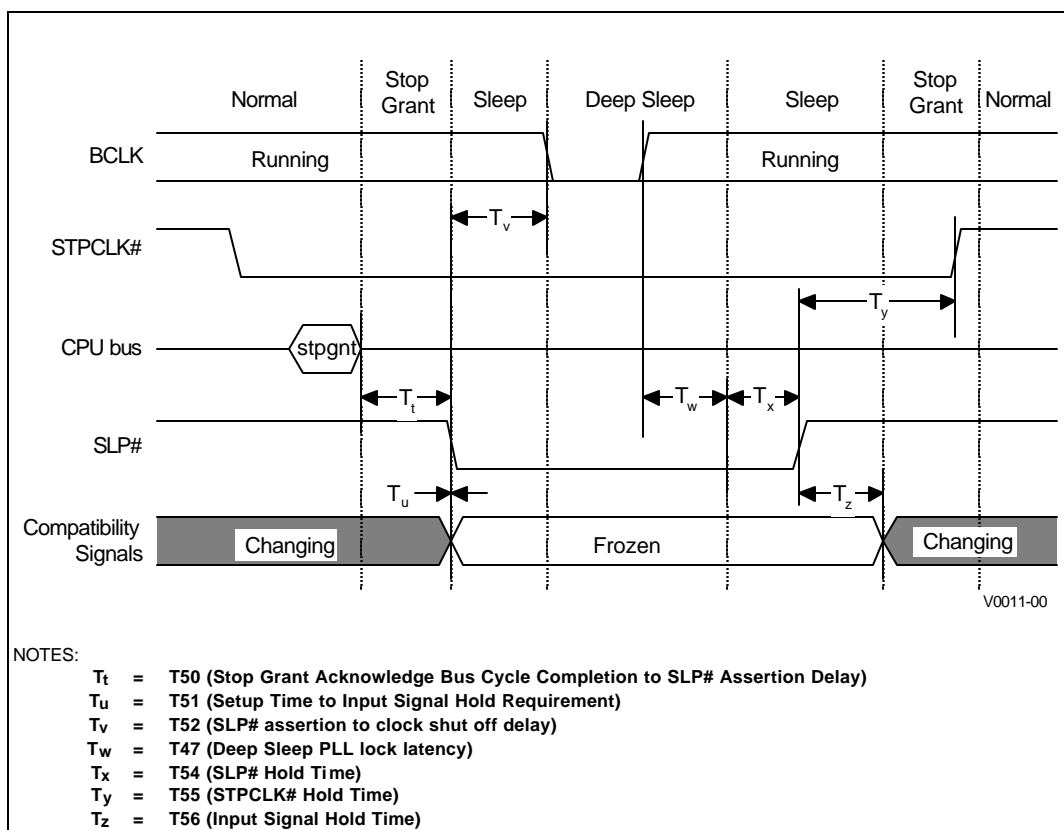 Normal
Stop
Grant
Sleep
Deep Sleep
Sleep
Stop
Grant
Normal
BCLK
Running
Running
Tv
STPCLK#
Ty
CPU bus
stpgnt
Tt
Tw
Tx
SLP#
Tu
Tz
Compatibility
Signals
Changing
Frozen
Changing
V0011-00
NOTES:
Tt = T50 (Stop Grant Acknowledge Bus Cycle Completion to SLP# Assertion Delay)
Tu = T51 (Setup Time to Input Signal Hold Requirement)
Tv = T52 (SLP# assertion to clock shut off delay)
Tw = T47 (Deep Sleep PLL lock latency)
Tx = T54 (SLP# Hold Time)
Ty = T55 (STPCLK# Hold Time)
Tz = T56 (Input Signal Hold Time)